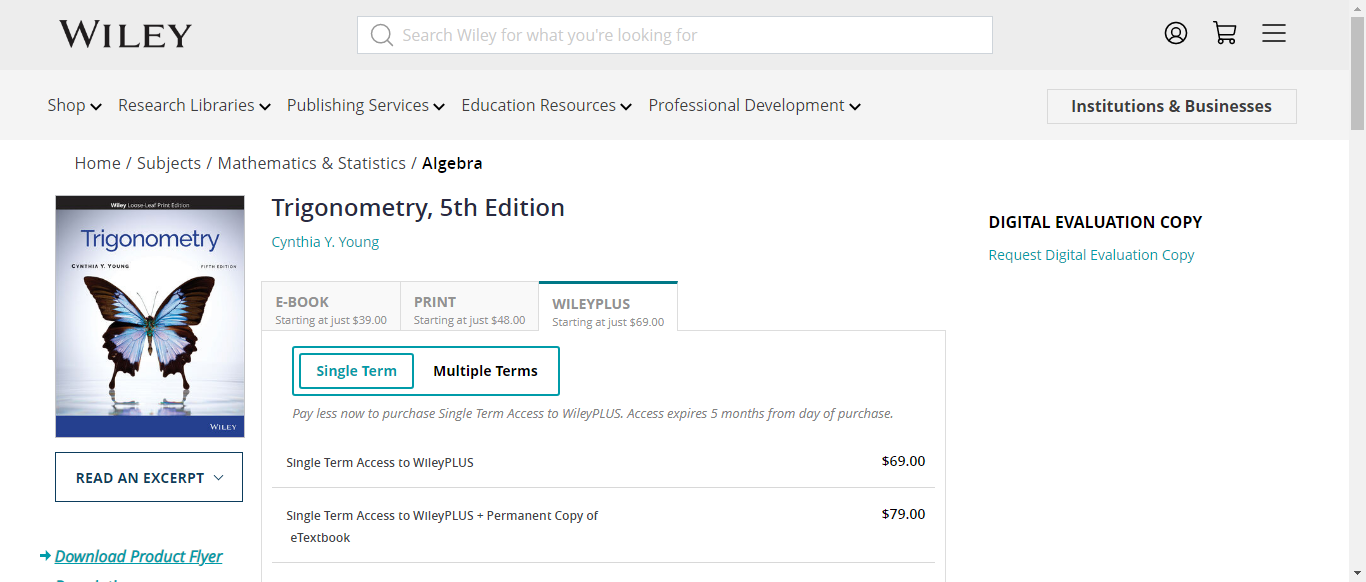 WILEY
Search Wiley for what you're looking for
Shop Research Libraries Publishing Services Education Resources Professional Development Institutions & Businesses
Home / Subjects / Mathematics & Statistics / Algebra
Wiley Loose-Leaf Print Edition
Trigonometry
CYNTHIA Y. YOUNG FIFTH EDITION
WILEY
READ AN EXCERPT
Download Product Flyer
Trigonometry, 5th Edition
Cynthia Y. Young
E-BOOK
Starting at just $39.00
PRINT
Starting at just $48.00
WILEYPLUS
Starting at just $69.00
Single Term Multiple Terms
Pay less now to purchase Single Term Access to WileyPLUS. Access expires 5 months from day of purchase.
Single Term Access to WileyPLUS $69.00
Single Term Access to WileyPLUS + Permanent Copy of $79.00
eTextbook
DIGITAL EVALUATION COPY
Request Digital Evaluation Copy